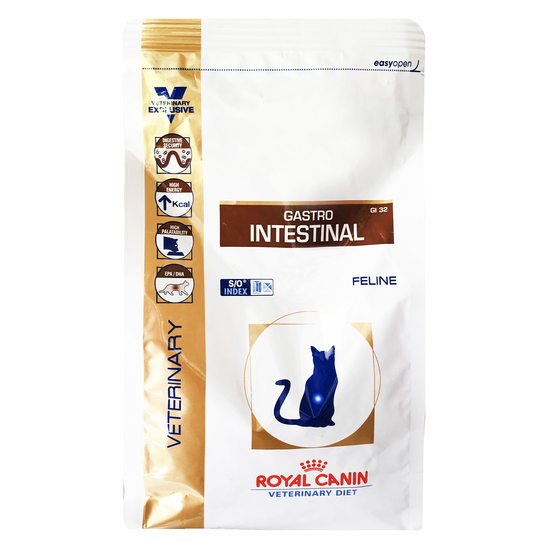 easyopen
VETERINARY
EXCLUSIVE
DIGESTIVE
SECURITY
HIGH
ENERGY
Kcal
HIGH
PALATABILITY
EPA / DHA
VETERINARY
GASTRO
GI 32
INTESTINAL
S/O®
INDEX
FELINE
ROYAL CANIN
VETERINARY DIET